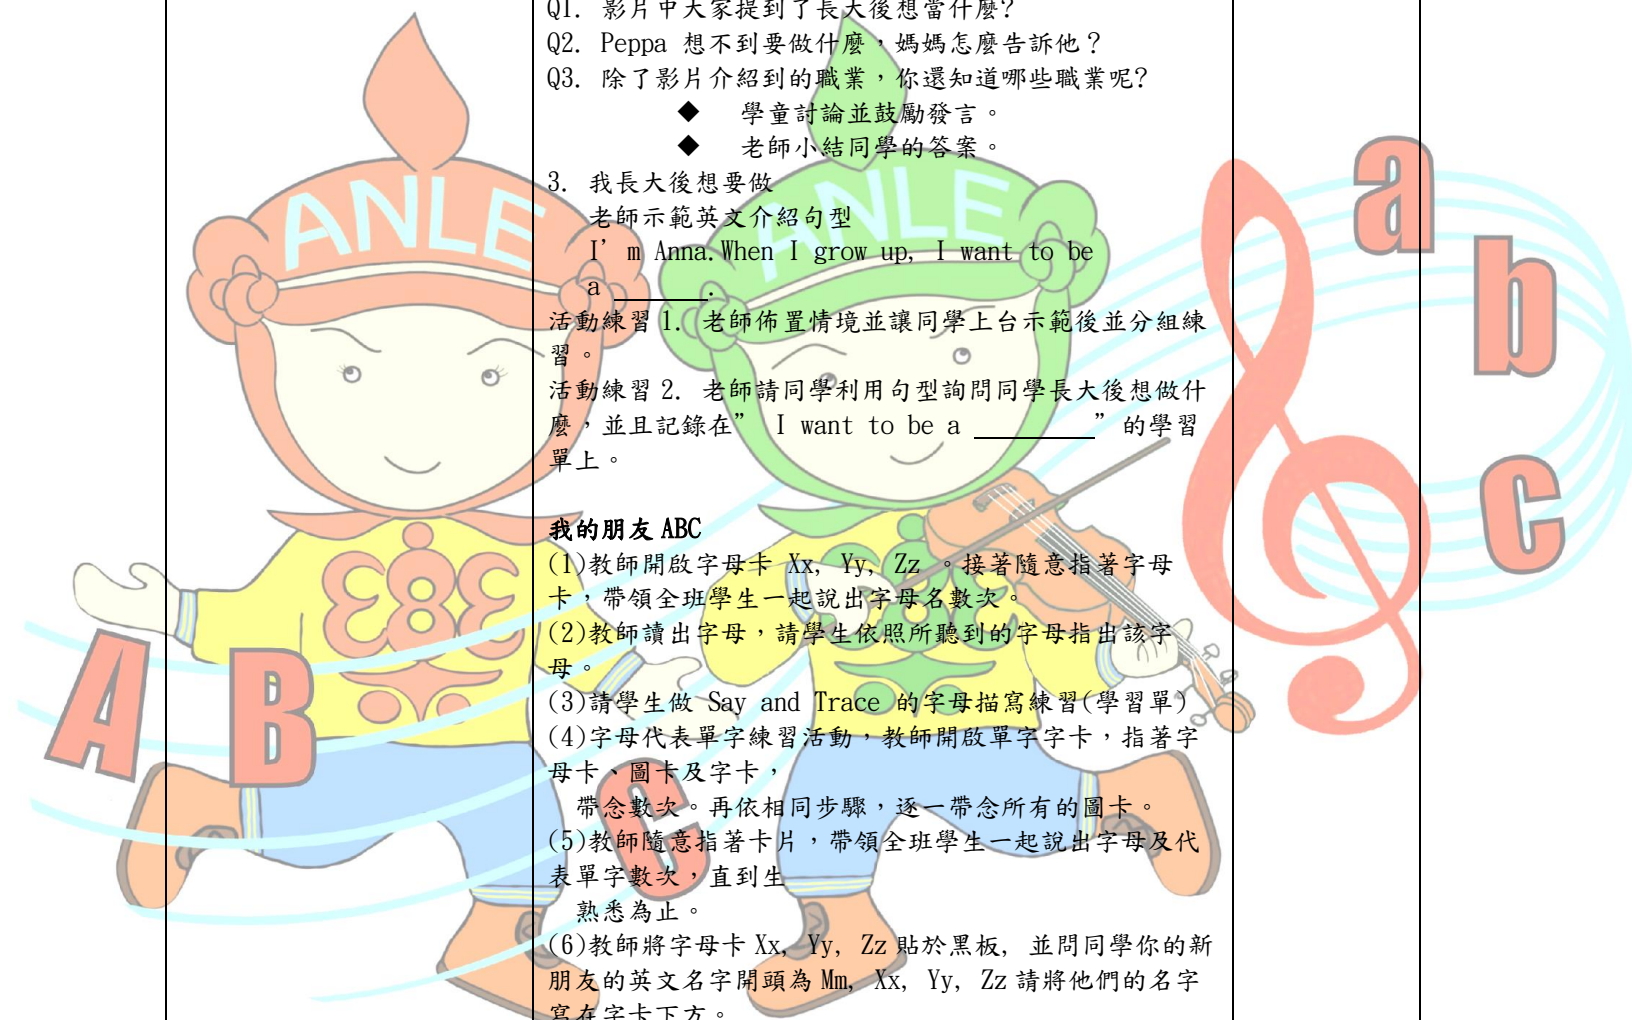 Q1. 影片中大家提到了長大後想當什麼?
Q2. Peppa 想不到要做什麼，媽媽怎麼告訴他？
Q3. 除了影片介紹到的職業，你還知道哪些職業呢?
◆ 學童討論並鼓勵發言。
◆ 老師小結同學的答案。
3. 我長大後想要做
老師示範英文介紹句型
I’m Anna.When I grow up, I want to be
a ________.
活動練習 1. 老師佈置情境並讓同學上台示範後並分組練
習。
活動練習 2. 老師請同學利用句型詢問同學長大後想做什
麼，並且記錄在” I want to be a _________”的學習
單上。
我的朋友 ABC
(1)教師開啟字母卡 Xx, Yy, Zz 。接著隨意指著字母
卡，帶領全班學生一起說出字母名數次。
(2)教師讀出字母，請學生依照所聽到的字母指出該字
母。
(3)請學生做 Say and Trace 的字母描寫練習(學習單)
(4)字母代表單字練習活動，教師開啟單字字卡，指著字
母卡、圖卡及字卡，
帶念數次。再依相同步驟，逐一帶念所有的圖卡。
(5)教師隨意指著卡片，帶領全班學生一起說出字母及代
表單字數次，直到生
熟悉為止。
(6)教師將字母卡 Xx, Yy, Zz 貼於黑板, 並問同學你的新
朋友的英文名字開頭為 Mm, Xx, Yy, Zz 請將他們的名字
寫在字卡下方。
ANLE
ANLE
a
b
c
A
B
C